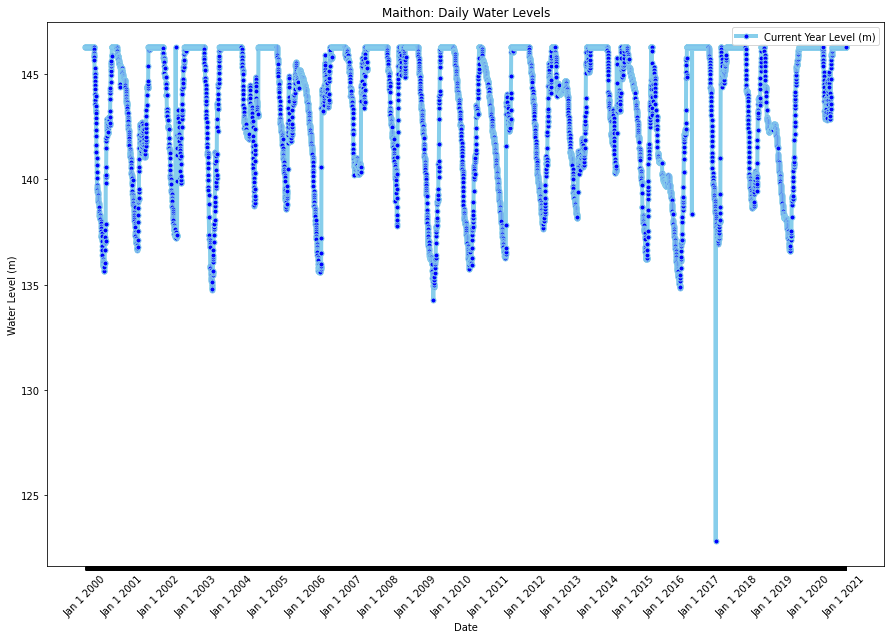 Maithon: Daily Water Levels
Current Year Level (m)
Water Level (m)
145
140
135
130
125
Jan 1 2000
Jan 1 2001
Jan 1 2002
Jan 1 2003
Jan 1 2004
Jan 1 2005
Jan 1 2006
Jan 1 2007
Jan 1 2008
Jan 1 2009
Jan 1 2010
Jan 1 2011
Jan 1 2012
Jan 1 2013
Jan 1 2014
Jan 1 2015
Jan 1 2016
Jan 1 2017
Jan 1 2018
Jan 1 2019
Jan 1 2020
Jan 1 2021
Date